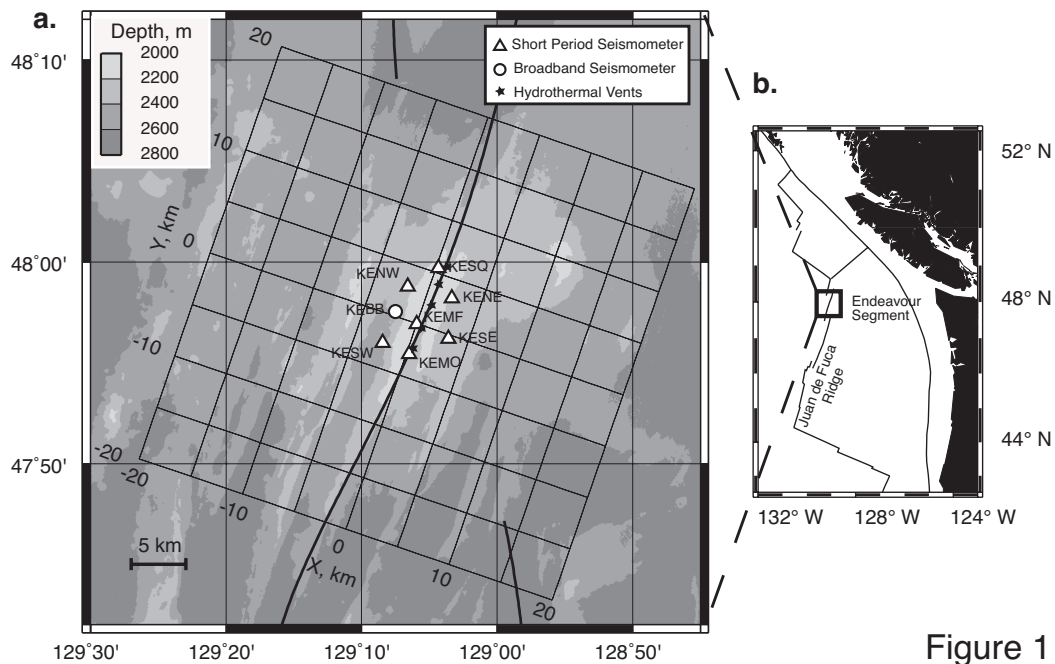 a.
Depth, m
2000
2200
2400
2600
2800
Short Period Seismometer
Broadband Seismometer
Hydrothermal Vents
48°10'
48°00'
47°50'
129°30'
129°20'
129°10'
129°00'
128°50'
20
10
Y, km
0
-10
-20
-20
-10
0
X, km
10
20
KESQ
KENW
KENE
KEBB
KEMF
KESE
KESW
KEMO
5 km
b.
52° N
48° N
44° N
132° W
128° W
124° W
Endeavour
Segment
Juan de Fuca
Ridge
Figure 1